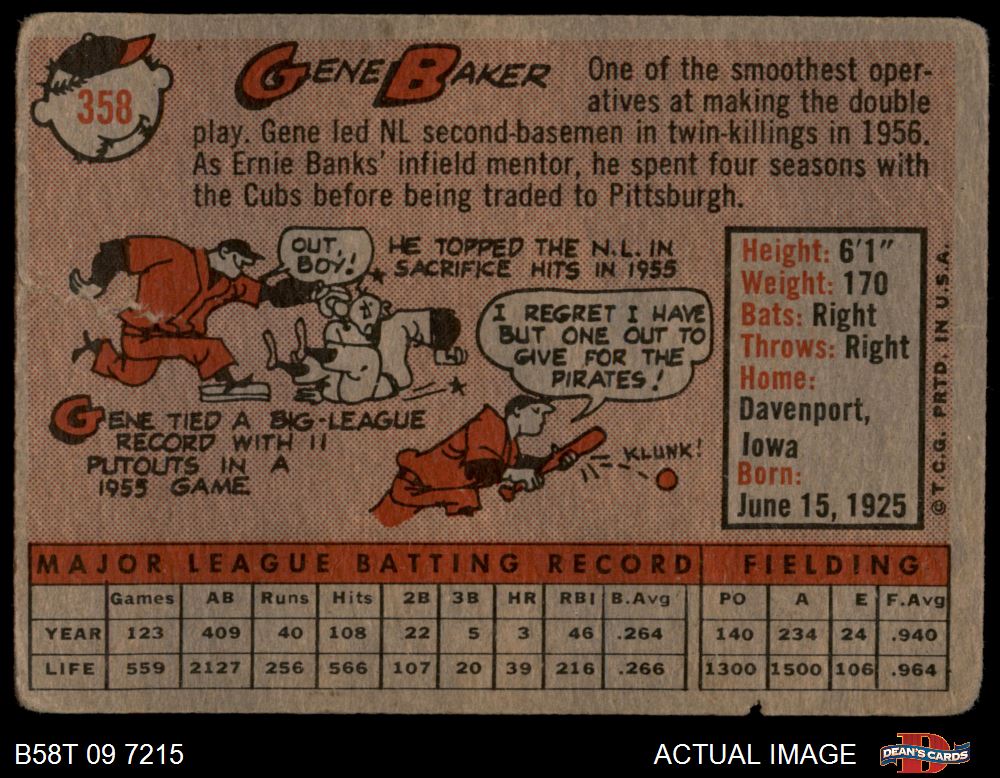 358
GENE BAKER
One of the smoothest oper-
atives at making the double
play. Gene led NL second-basemen in twin-killings in 1956.
As Ernie Banks' infield mentor, he spent four seasons with
the Cubs before being traded to Pittsburgh.
OUT,
BOY!
HE TOPPED THE N.L. IN
SACRIFICE HITS IN 1955
I REGRET I HAVE
BUT ONE OUT TO
GIVE FOR THE
PIRATES!
GENE TIED A BIG-LEAGUE
RECORD WITH 11
PUTOUTS IN A
1955 GAME
KLUNK!
Height: 6'1"
Weight: 170
Bats: Right
Throws: Right
Home:
Davenport,
Iowa
Born:
June 15, 1925
© T.C.G. PRTD. IN U.S.A.
MAJOR LEAGUE BATTING RECORD FIELDING
Games AB Runs Hits 2B 3B HR RBI B.Avg PO A E F.Avg
YEAR 123 409 40 108 22 5 3 46 .264 140 234 24 .940
LIFE 559 2127 256 566 107 20 39 216 .266 1300 1500 106 .964
B58T 09 7215
ACTUAL IMAGE
DEAN'S CARDS